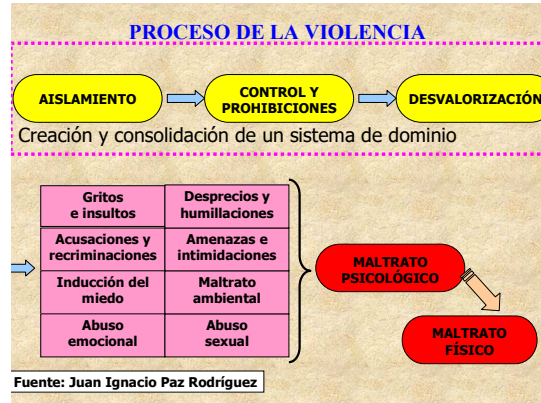 PROCESO DE LA VIOLENCIA
AISLAMIENTO
CONTROL Y
PROHIBICIONES
DESVALORIZACIÓN
Creación y consolidación de un sistema de dominio
Gritos
e insultos
Desprecios y
humillaciones
Acusaciones y
recriminaciones
Amenazas e
intimidaciones
Inducción del
miedo
Maltrato
ambiental
Abuso
emocional
Abuso
sexual
MALTRATO
PSICOLÓGICO
MALTRATO
FÍSICO
Fuente: Juan Ignacio Paz Rodríguez